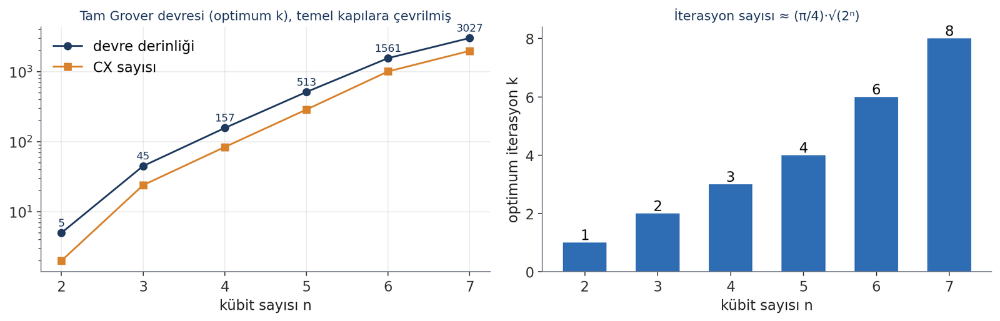 Tam Grover devresi (optimum k), temel kapılara çevrilmiş
devre derinliği
CX sayısı
10³
10²
10¹
5
45
157
513
1561
3027
2 3 4 5 6 7
kübit sayısı n
İterasyon sayısı ≈ (π/4)·√(2ⁿ)
optimum iterasyon k
8
6
4
2
0
1
2
3
4
6
8
2 3 4 5 6 7
kübit sayısı n